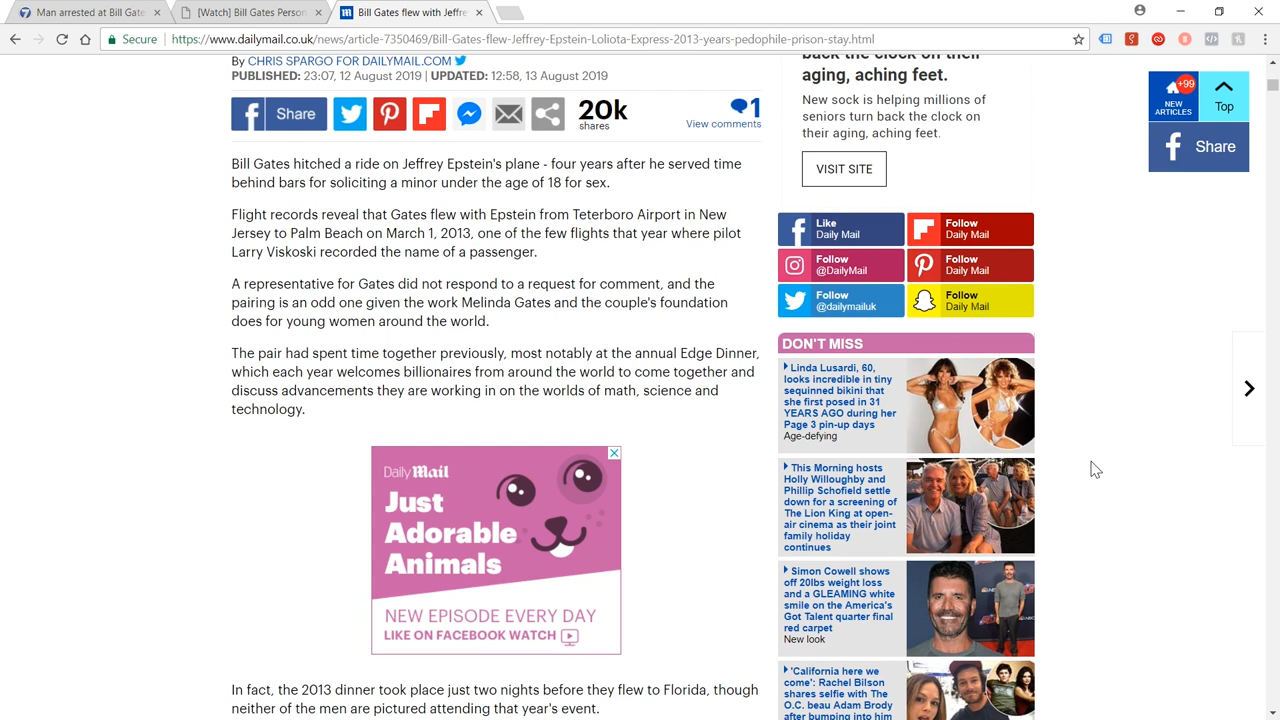 Man arrested at Bill Gate
[Watch] Bill Gates Person
Bill Gates flew with Jeffre
Secure
https://www.dailymail.co.uk/news/article-7350469/Bill-Gates-flew-Jeffrey-Epstein-Loliota-Express-2013-years-pedophile-prison-stay.html
By CHRIS SPARGO FOR DAILYMAIL.COM
PUBLISHED: 23:07, 12 August 2019 | UPDATED: 12:58, 13 August 2019
Share
20k
shares
1
View comments
Bill Gates hitched a ride on Jeffrey Epstein's plane - four years after he served time
behind bars for soliciting a minor under the age of 18 for sex.
Flight records reveal that Gates flew with Epstein from Teterboro Airport in New
Jersey to Palm Beach on March 1, 2013, one of the few flights that year where pilot
Larry Viskoski recorded the name of a passenger.
A representative for Gates did not respond to a request for comment, and the
pairing is an odd one given the work Melinda Gates and the couple's foundation
does for young women around the world.
The pair had spent time together previously, most notably at the annual Edge Dinner,
which each year welcomes billionaires from around the world to come together and
discuss advancements they are working in on the worlds of math, science and
technology.
Daily Mail
Just
Adorable
Animals
NEW EPISODE EVERY DAY
LIKE ON FACEBOOK WATCH
In fact, the 2013 dinner took place just two nights before they flew to Florida, though
neither of the men are pictured attending that year's event.
back the clock on their
aging, aching feet.
New sock is helping millions of
seniors turn back the clock on
their aging, aching feet.
VISIT SITE
Like
Daily Mail
Follow
Daily Mail
Follow
@DailyMail
Follow
Daily Mail
Follow
@dailymailuk
Follow
Daily Mail
DON'T MISS
Linda Lusardi, 60,
looks incredible in tiny
sequinned bikini that
she first posed in 31
YEARS AGO during her
Page 3 pin-up days
Age-defying
This Morning hosts
Holly Willoughby and
Phillip Schofield settle
down for a screening of
The Lion King at open-
air cinema as their joint
family holiday
continues
Simon Cowell shows
off 20lbs weight loss
and a GLEAMING white
smile on the America's
Got Talent quarter final
red carpet
New look
'California here we
come': Rachel Bilson
shares selfie with The
O.C. beau Adam Brody
after bumping into him
+99
NEW
ARTICLES
Top
Share